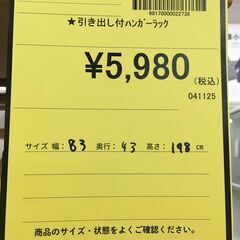 99170000022738
★引き出し付ハンガーラック
¥5,980
(税込)
041125
サイズ 幅: 83 奥行: 43 高さ: 198 cm
商品のサイズ・状態をよくご確認ください。